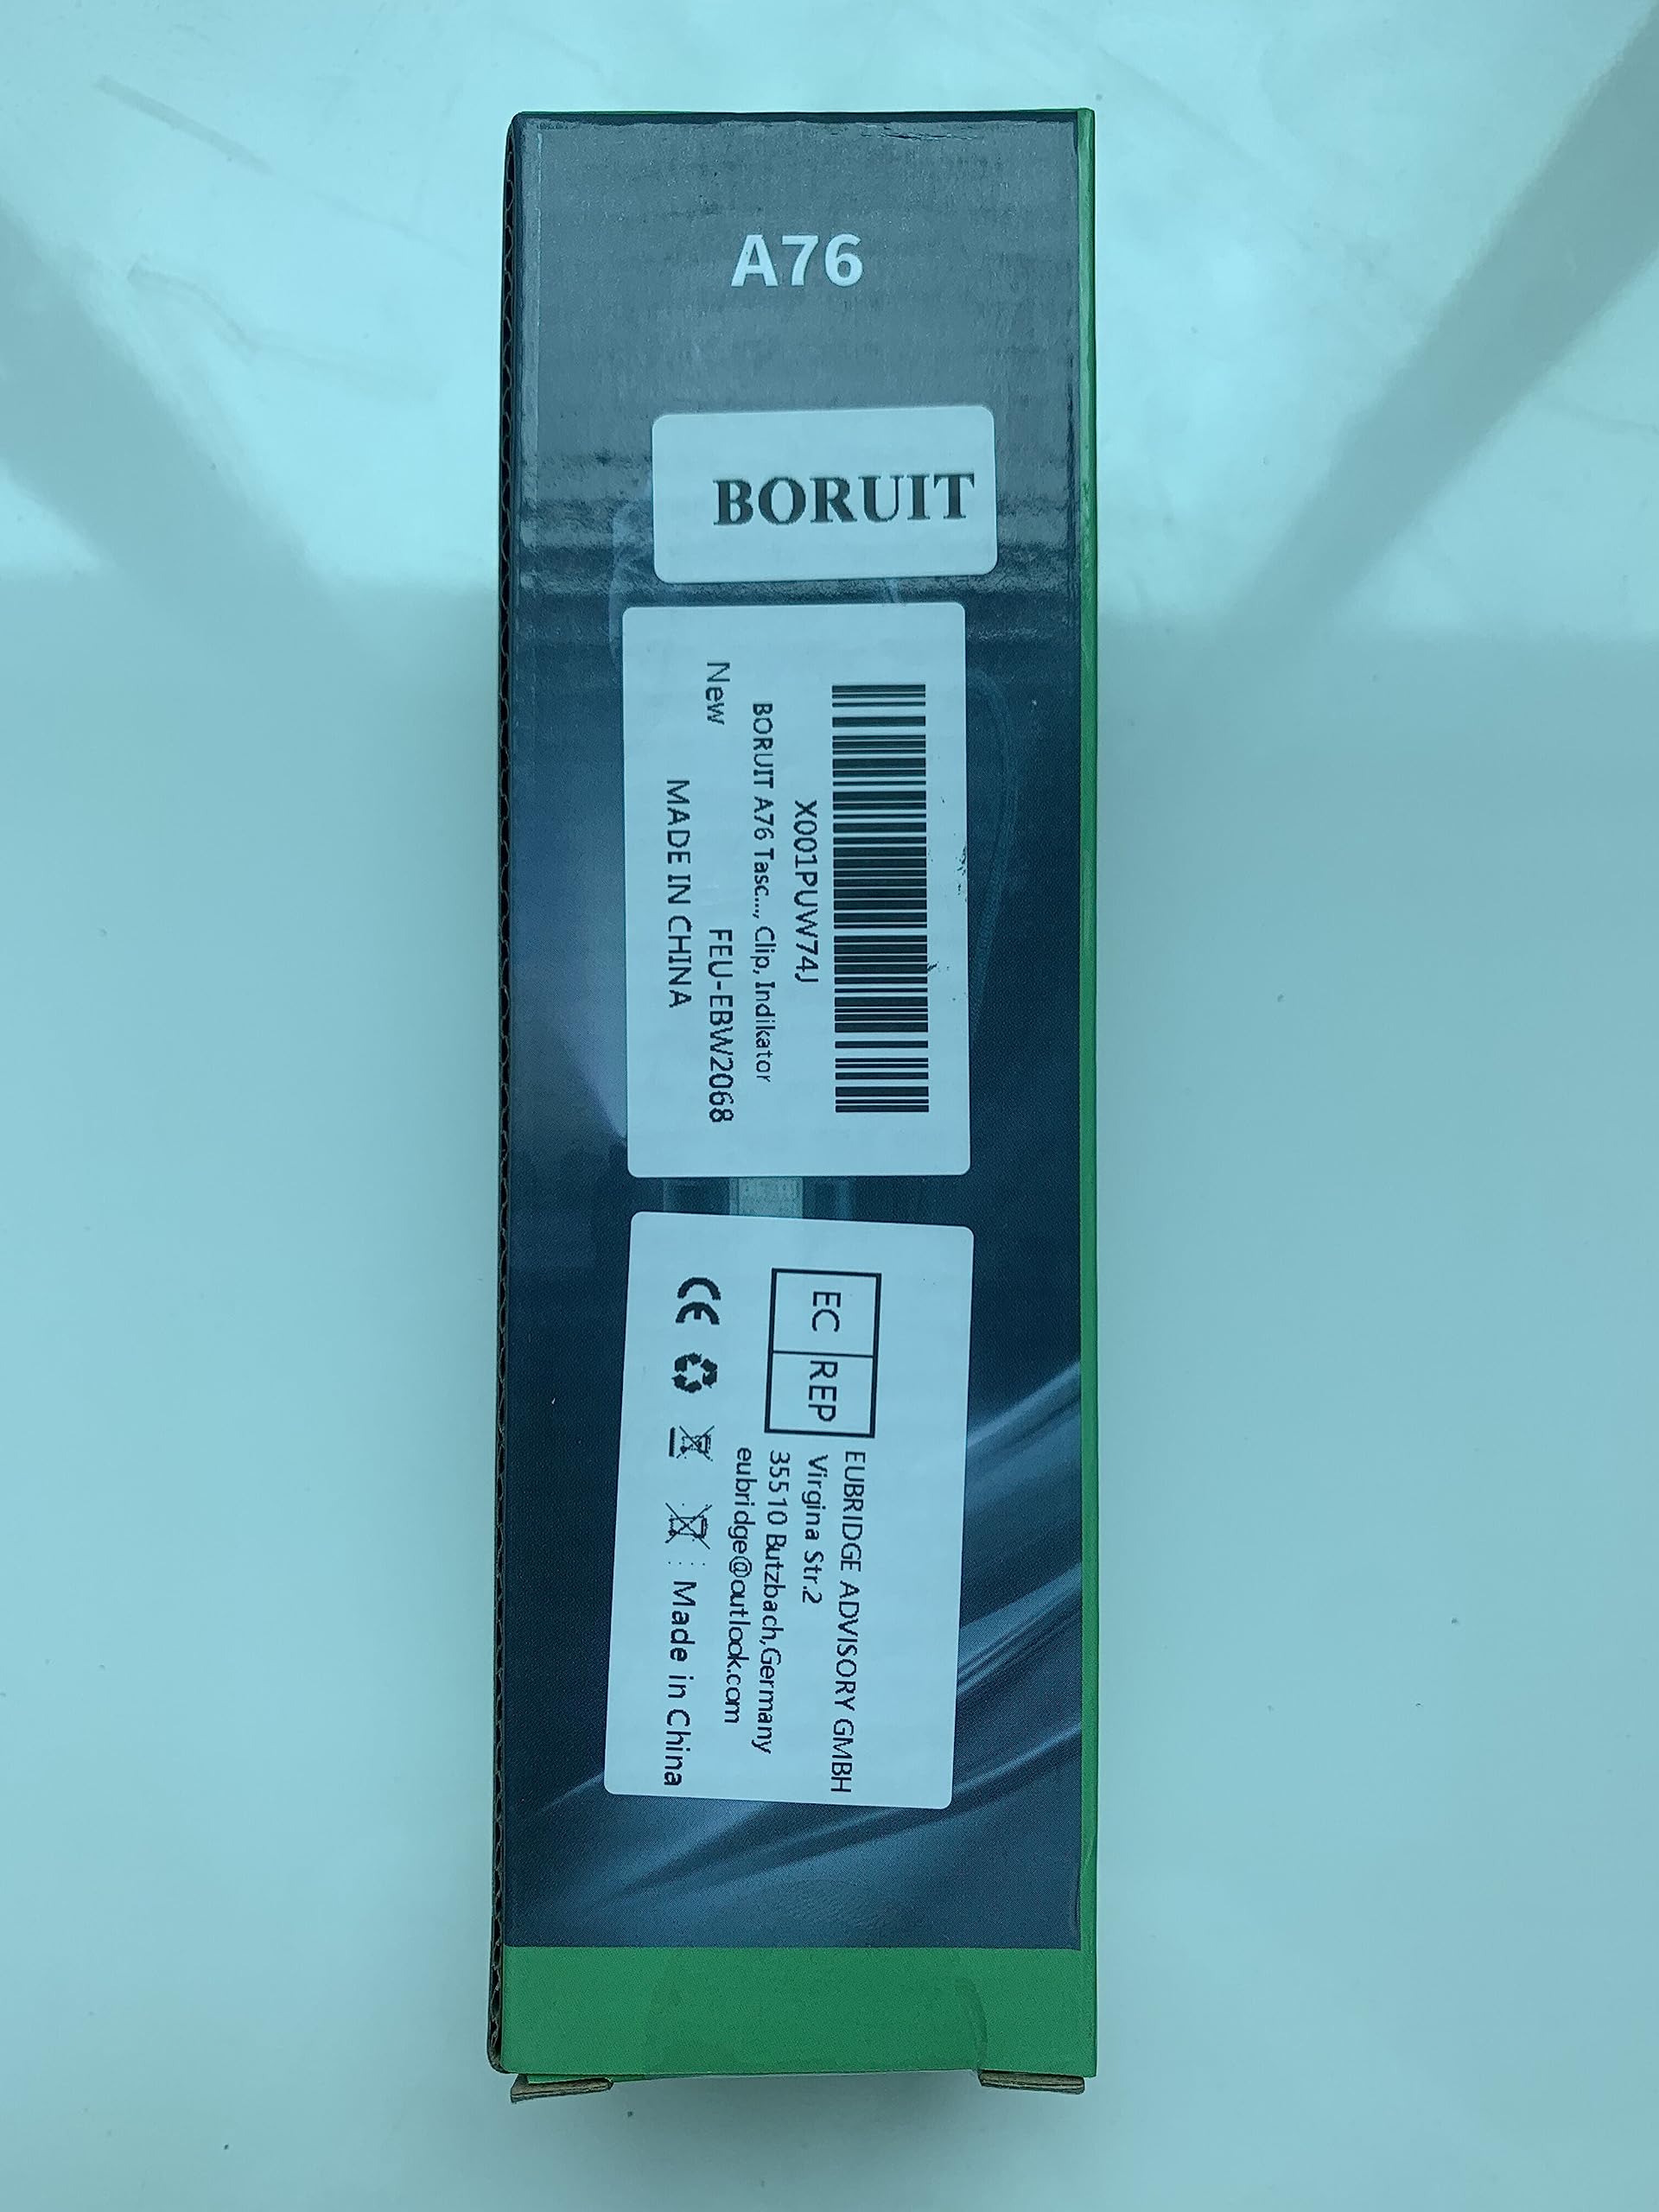 A76
BORUIT
X001PUW74J
BORUIT A76 Tasc..., Clip, Indikator
New FEU-EBW2068
MADE IN CHINA
EC REP
EUBRIDGE ADVISORY GMBH
Virgina Str.2
35510 Butzbach,Germany
eubridge@outlook.com
CE Made in China